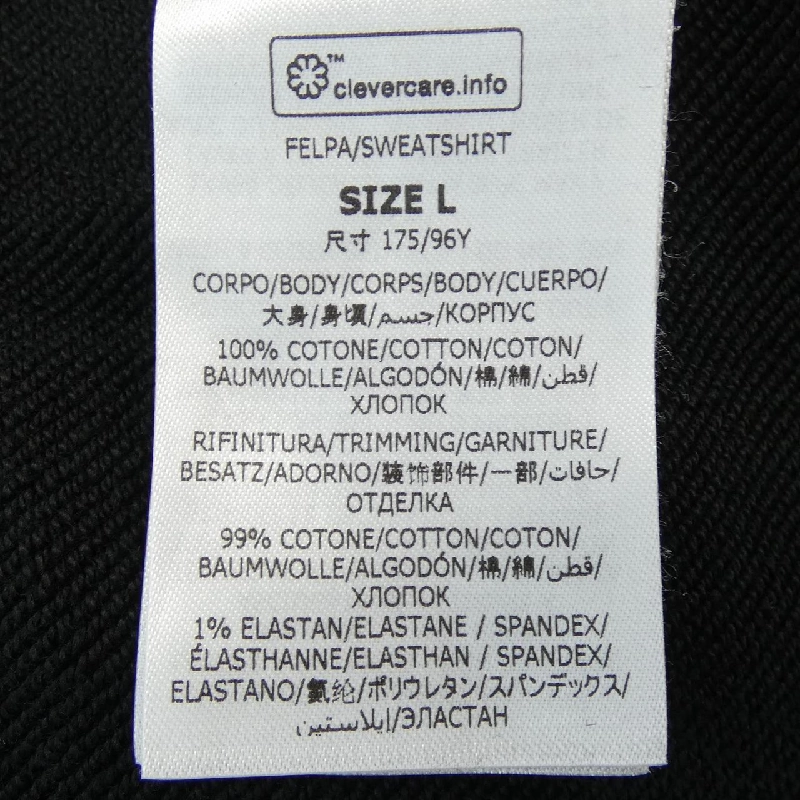 ™
clevercare.info
FELPA/SWEATSHIRT
SIZE L
尺寸 175/96Y
CORPO/BODY/CORPS/BODY/CUERPO/
大身/身頃/جسم/КОРПУС
100% COTONE/COTTON/COTON/
BAUMWOLLE/ALGODÓN/棉/綿/قطن/
ХЛОПОК
RIFINITURA/TRIMMING/GARNITURE/
BESATZ/ADORNO/装饰部件/一部/حافات/
ОТДЕЛКА
99% COTONE/COTTON/COTON/
BAUMWOLLE/ALGODÓN/棉/綿/قطن/
ХЛОПОК
1% ELASTAN/ELASTANE / SPANDEX/
ÉLASTHANNE/ELASTHAN / SPANDEX/
ELASTANO/氨纶/ポリウレタン/スパンデックス/
ايلاستين/ЭЛАСТАН